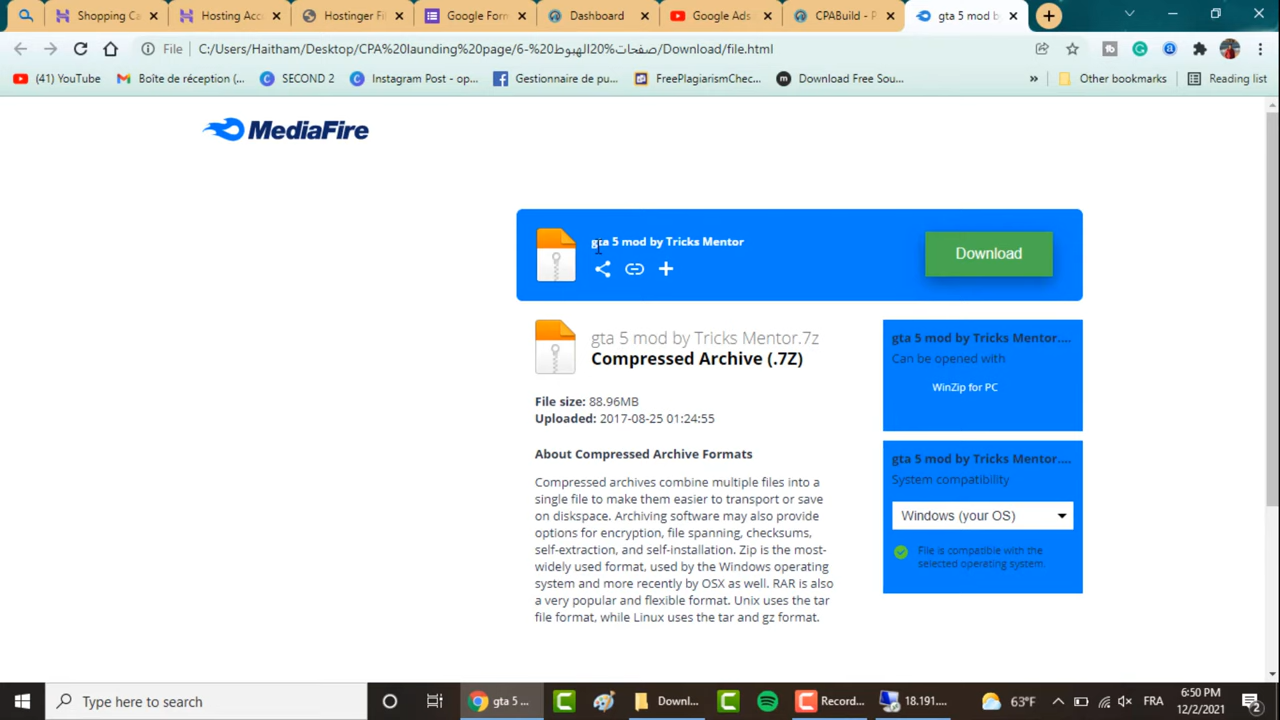 Shopping Ca
Hosting Acc
Hostinger Fi
Google Form
Dashboard
Google Ads
CPABuild - P
gta 5 mod b
File C:/Users/Haitham/Desktop/CPA%20launding%20page/6-%20صفحات%20الهبوط/Download/file.html
(41) YouTube
Boîte de réception (...
SECOND 2
Instagram Post - op...
Gestionnaire de pu...
FreePlagiarismChec...
Download Free Sou...
»
Other bookmarks
Reading list
MediaFire
gta 5 mod by Tricks Mentor
Download
gta 5 mod by Tricks Mentor.7z
Compressed Archive (.7Z)
File size: 88.96MB
Uploaded: 2017-08-25 01:24:55
About Compressed Archive Formats
Compressed archives combine multiple files into a
single file to make them easier to transport or save
on diskspace. Archiving software may also provide
options for encryption, file spanning, checksums,
self-extraction, and self-installation. Zip is the most-
widely used format, used by the Windows operating
system and more recently by OSX as well. RAR is also
a very popular and flexible format. Unix uses the tar
file format, while Linux uses the tar and gz format.
gta 5 mod by Tricks Mentor....
Can be opened with
WinZip for PC
gta 5 mod by Tricks Mentor....
System compatibility
Windows (your OS)
File is compatible with the
selected operating system.
Type here to search
gta 5 ...
Downl...
Record...
18.191....
63°F
FRA
6:50 PM
12/2/2021
2